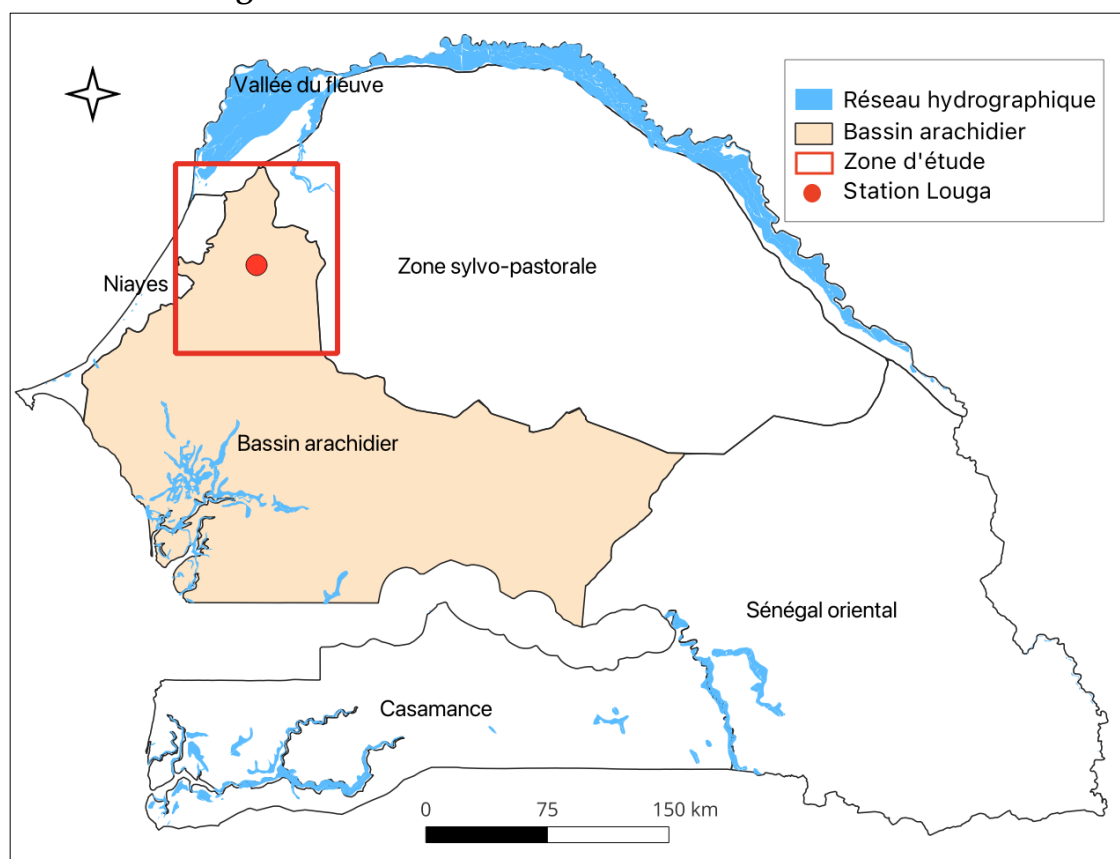 Vallée du fleuve
Réseau hydrographique
Bassin arachidier
Zone d'étude
Station Louga
Zone sylvo-pastorale
Niayes
Bassin arachidier
Sénégal oriental
Casamance
0 75 150 km